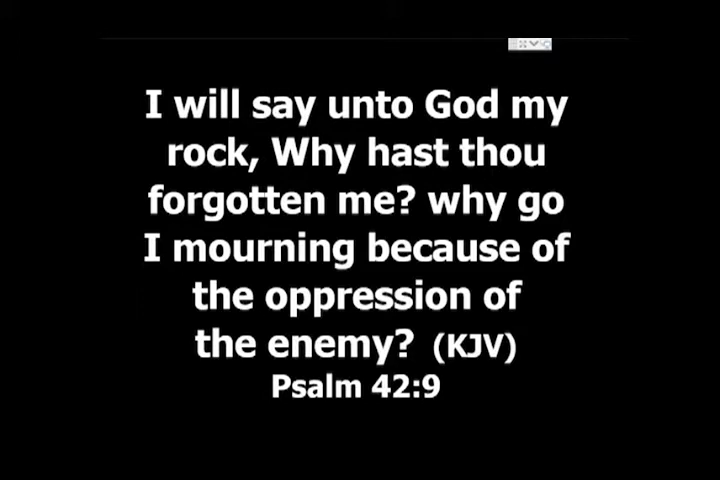 I will say unto God my
rock, Why hast thou
forgotten me? why go
I mourning because of
the oppression of
the enemy? (KJV)
Psalm 42:9